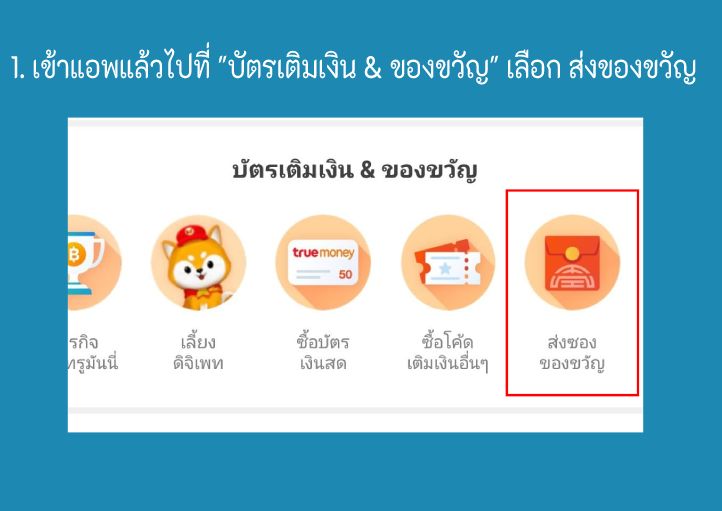 1. เข้าแอพแล้วไปที่ "บัตรเติมเงิน & ของขวัญ" เลือก ส่งของขวัญ
บัตรเติมเงิน & ของขวัญ
truemoney
50
รกิจ
ทรูมันนี่
เลี้ยง
ดิจิเพท
ซื้อบัตร
เงินสด
ซื้อโค้ด
เติมเงินอื่นๆ
ส่งซอง
ของขวัญ